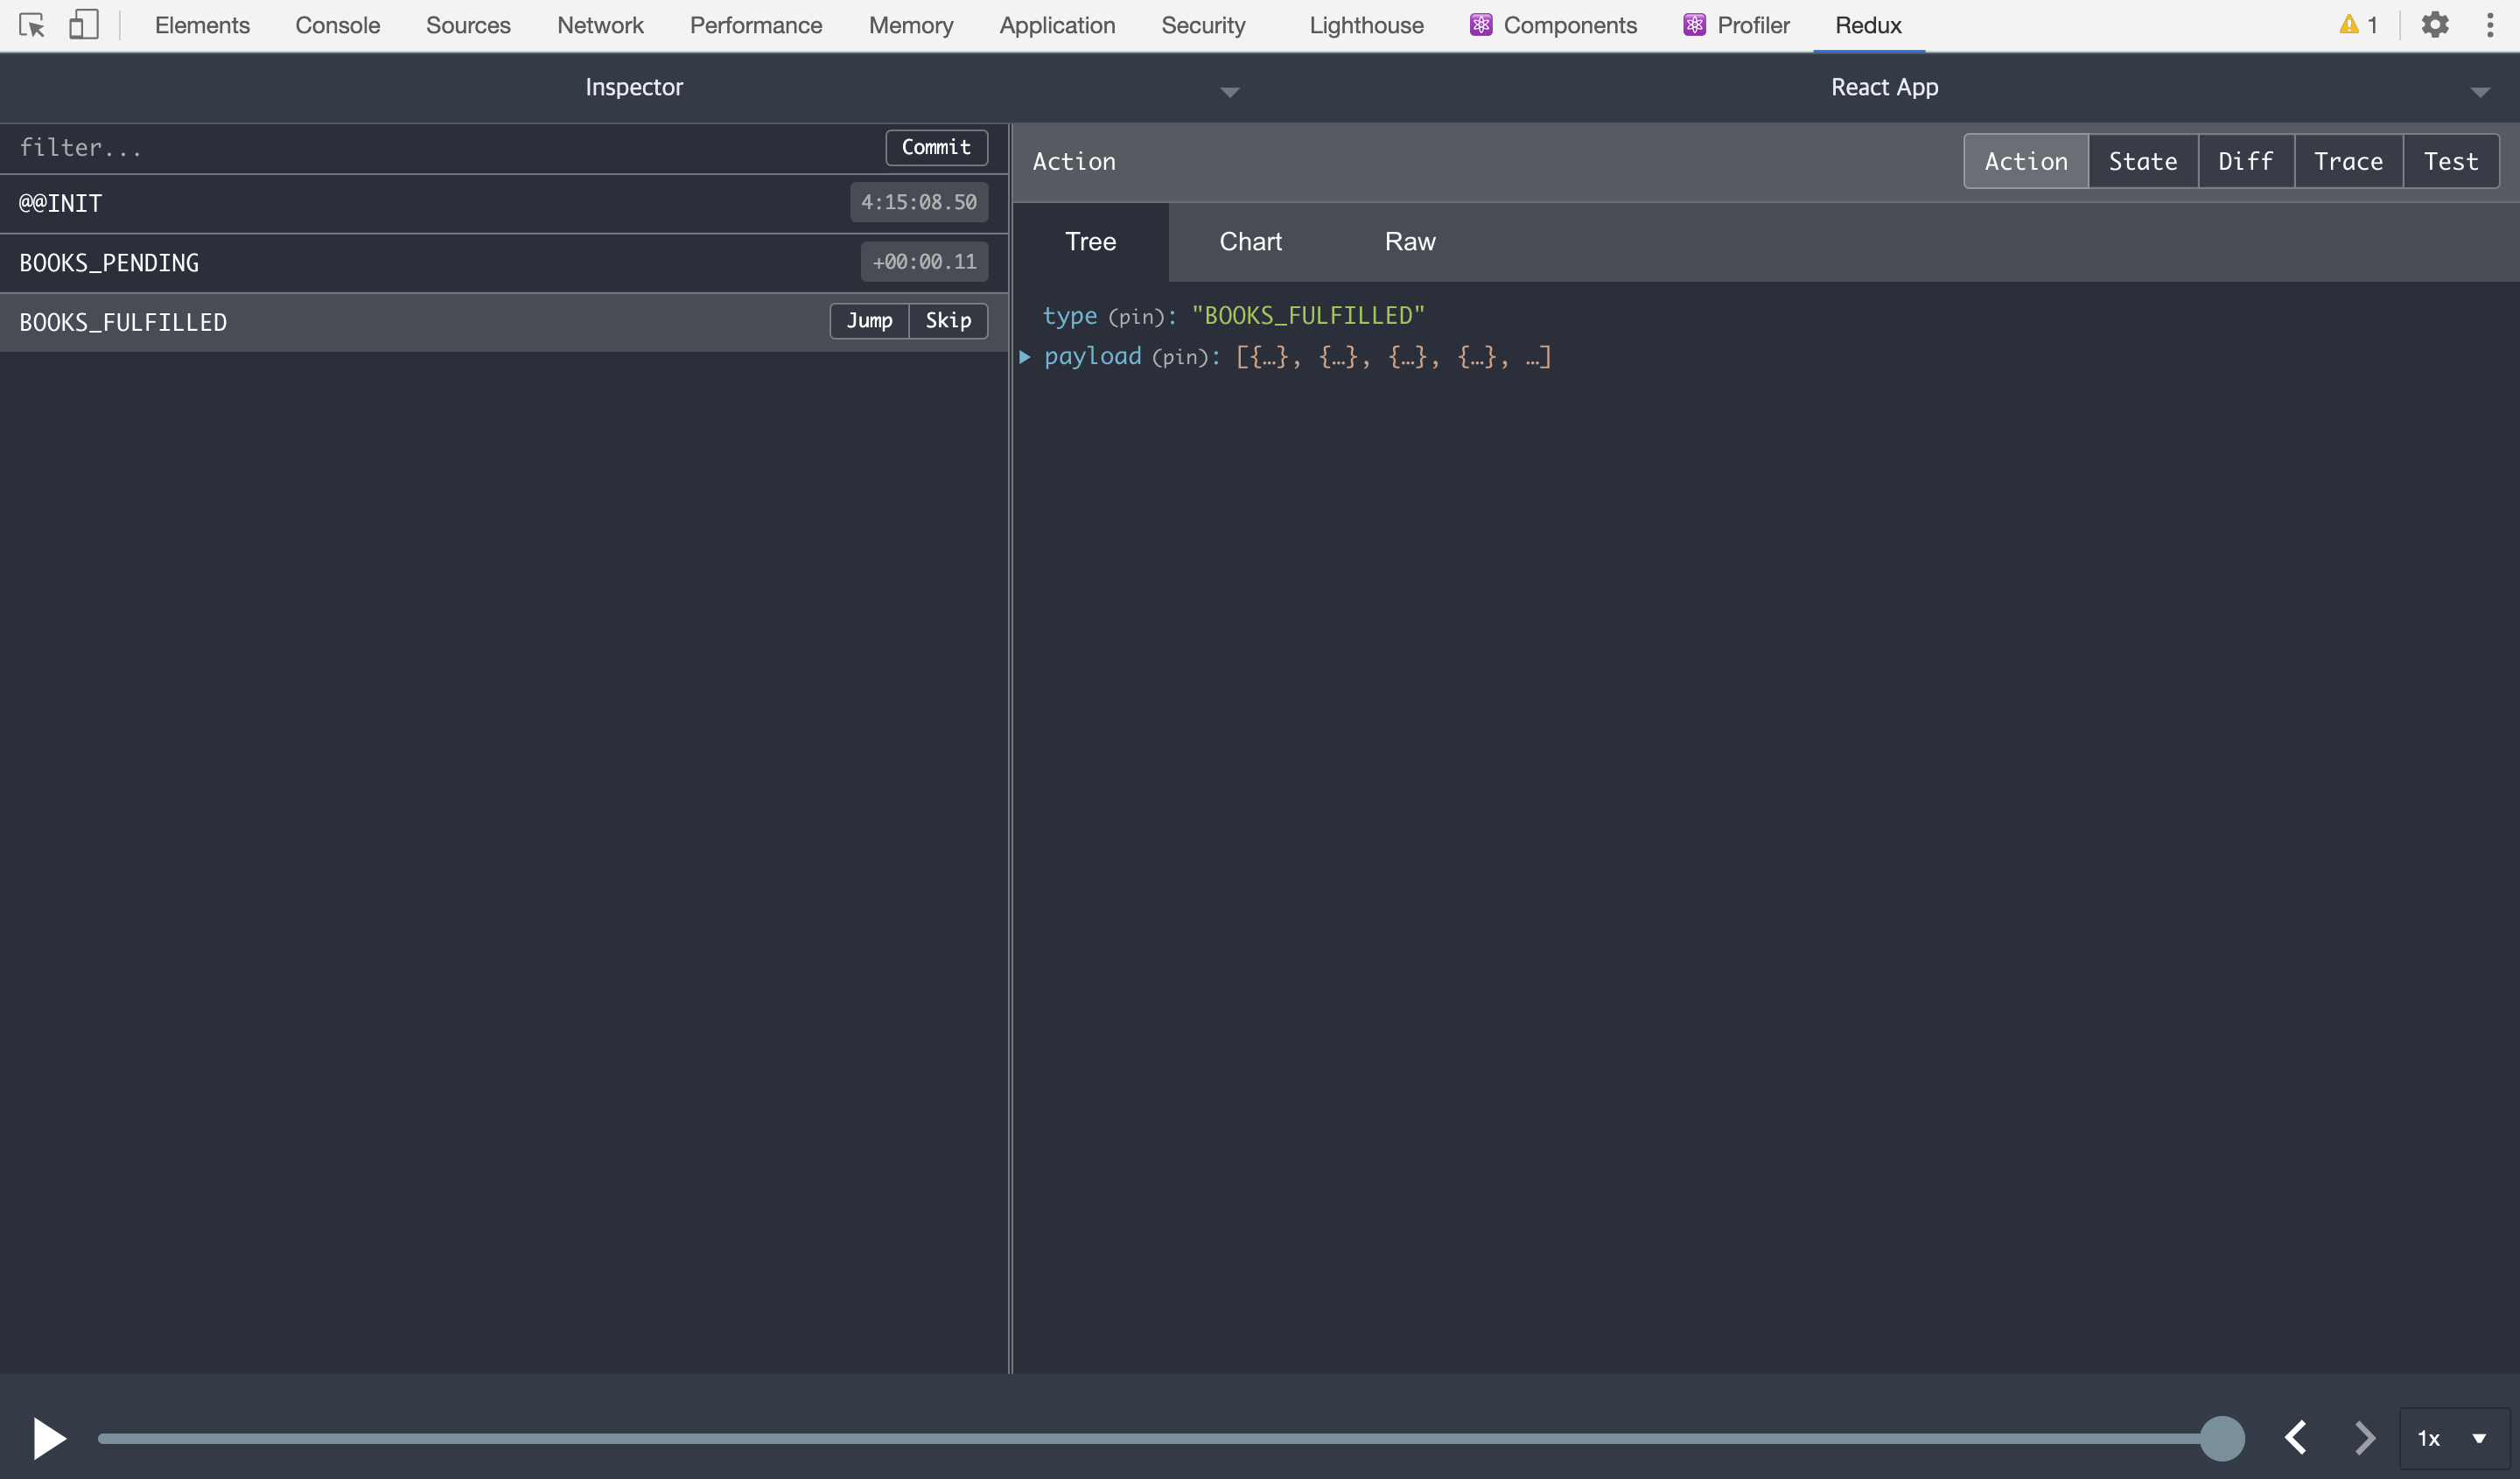 Elements Console Sources Network Performance Memory Application Security Lighthouse Components Profiler Redux 1
Inspector React App
filter... Commit
@@INIT 4:15:08.50
BOOKS_PENDING +00:00.11
BOOKS_FULFILLED Jump Skip
Action Action State Diff Trace Test
Tree Chart Raw
type (pin): "BOOKS_FULFILLED"
payload (pin): [{…}, {…}, {…}, {…}, …]
1x